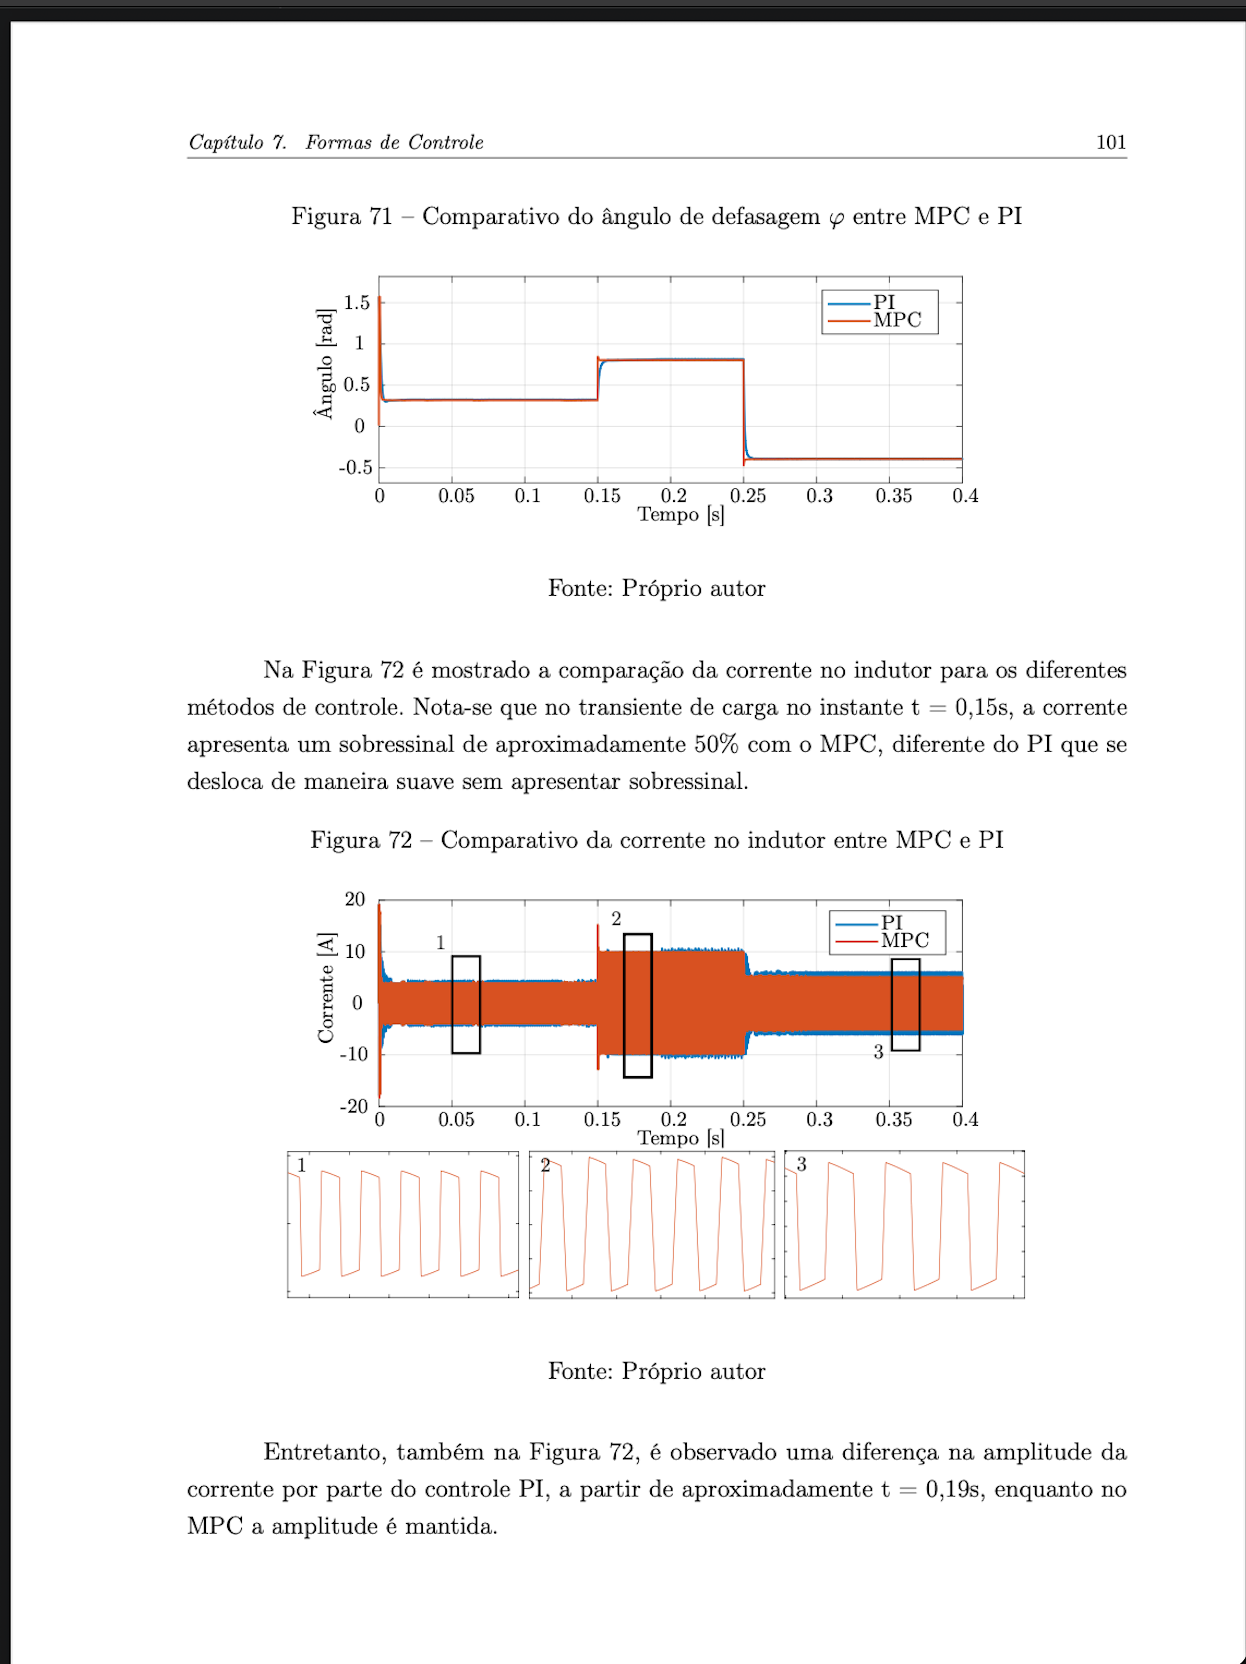 Capítulo 7. Formas de Controle 101
Figura 71 – Comparativo do ângulo de defasagem φ entre MPC e PI
1.5
1
0.5
0
-0.5
Ângulo [rad]
PI
MPC
0 0.05 0.1 0.15 0.2 0.25 0.3 0.35 0.4
Tempo [s]
Fonte: Próprio autor
Na Figura 72 é mostrado a comparação da corrente no indutor para os diferentes
métodos de controle. Nota-se que no transiente de carga no instante t = 0,15s, a corrente
apresenta um sobressinal de aproximadamente 50% com o MPC, diferente do PI que se
desloca de maneira suave sem apresentar sobressinal.
Figura 72 – Comparativo da corrente no indutor entre MPC e PI
20
10
0
-10
-20
Corrente [A]
1
2
3
PI
MPC
0 0.05 0.1 0.15 0.2 0.25 0.3 0.35 0.4
Tempo [s]
1 2 3
Fonte: Próprio autor
Entretanto, também na Figura 72, é observado uma diferença na amplitude da
corrente por parte do controle PI, a partir de aproximadamente t = 0,19s, enquanto no
MPC a amplitude é mantida.